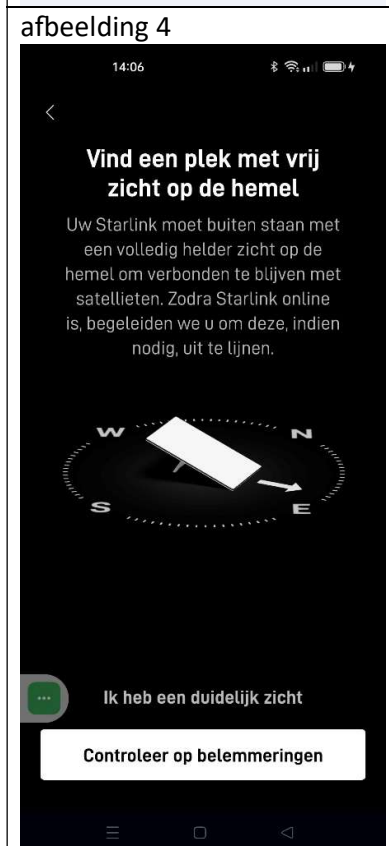 afbeelding 4
14:06
Vind een plek met vrij
zicht op de hemel
Uw Starlink moet buiten staan met
een volledig helder zicht op de
hemel om verbonden te blijven met
satellieten. Zodra Starlink online
is, begeleiden we u om deze, indien
nodig, uit te lijnen.
W
N
S
E
Ik heb een duidelijk zicht
Controleer op belemmeringen